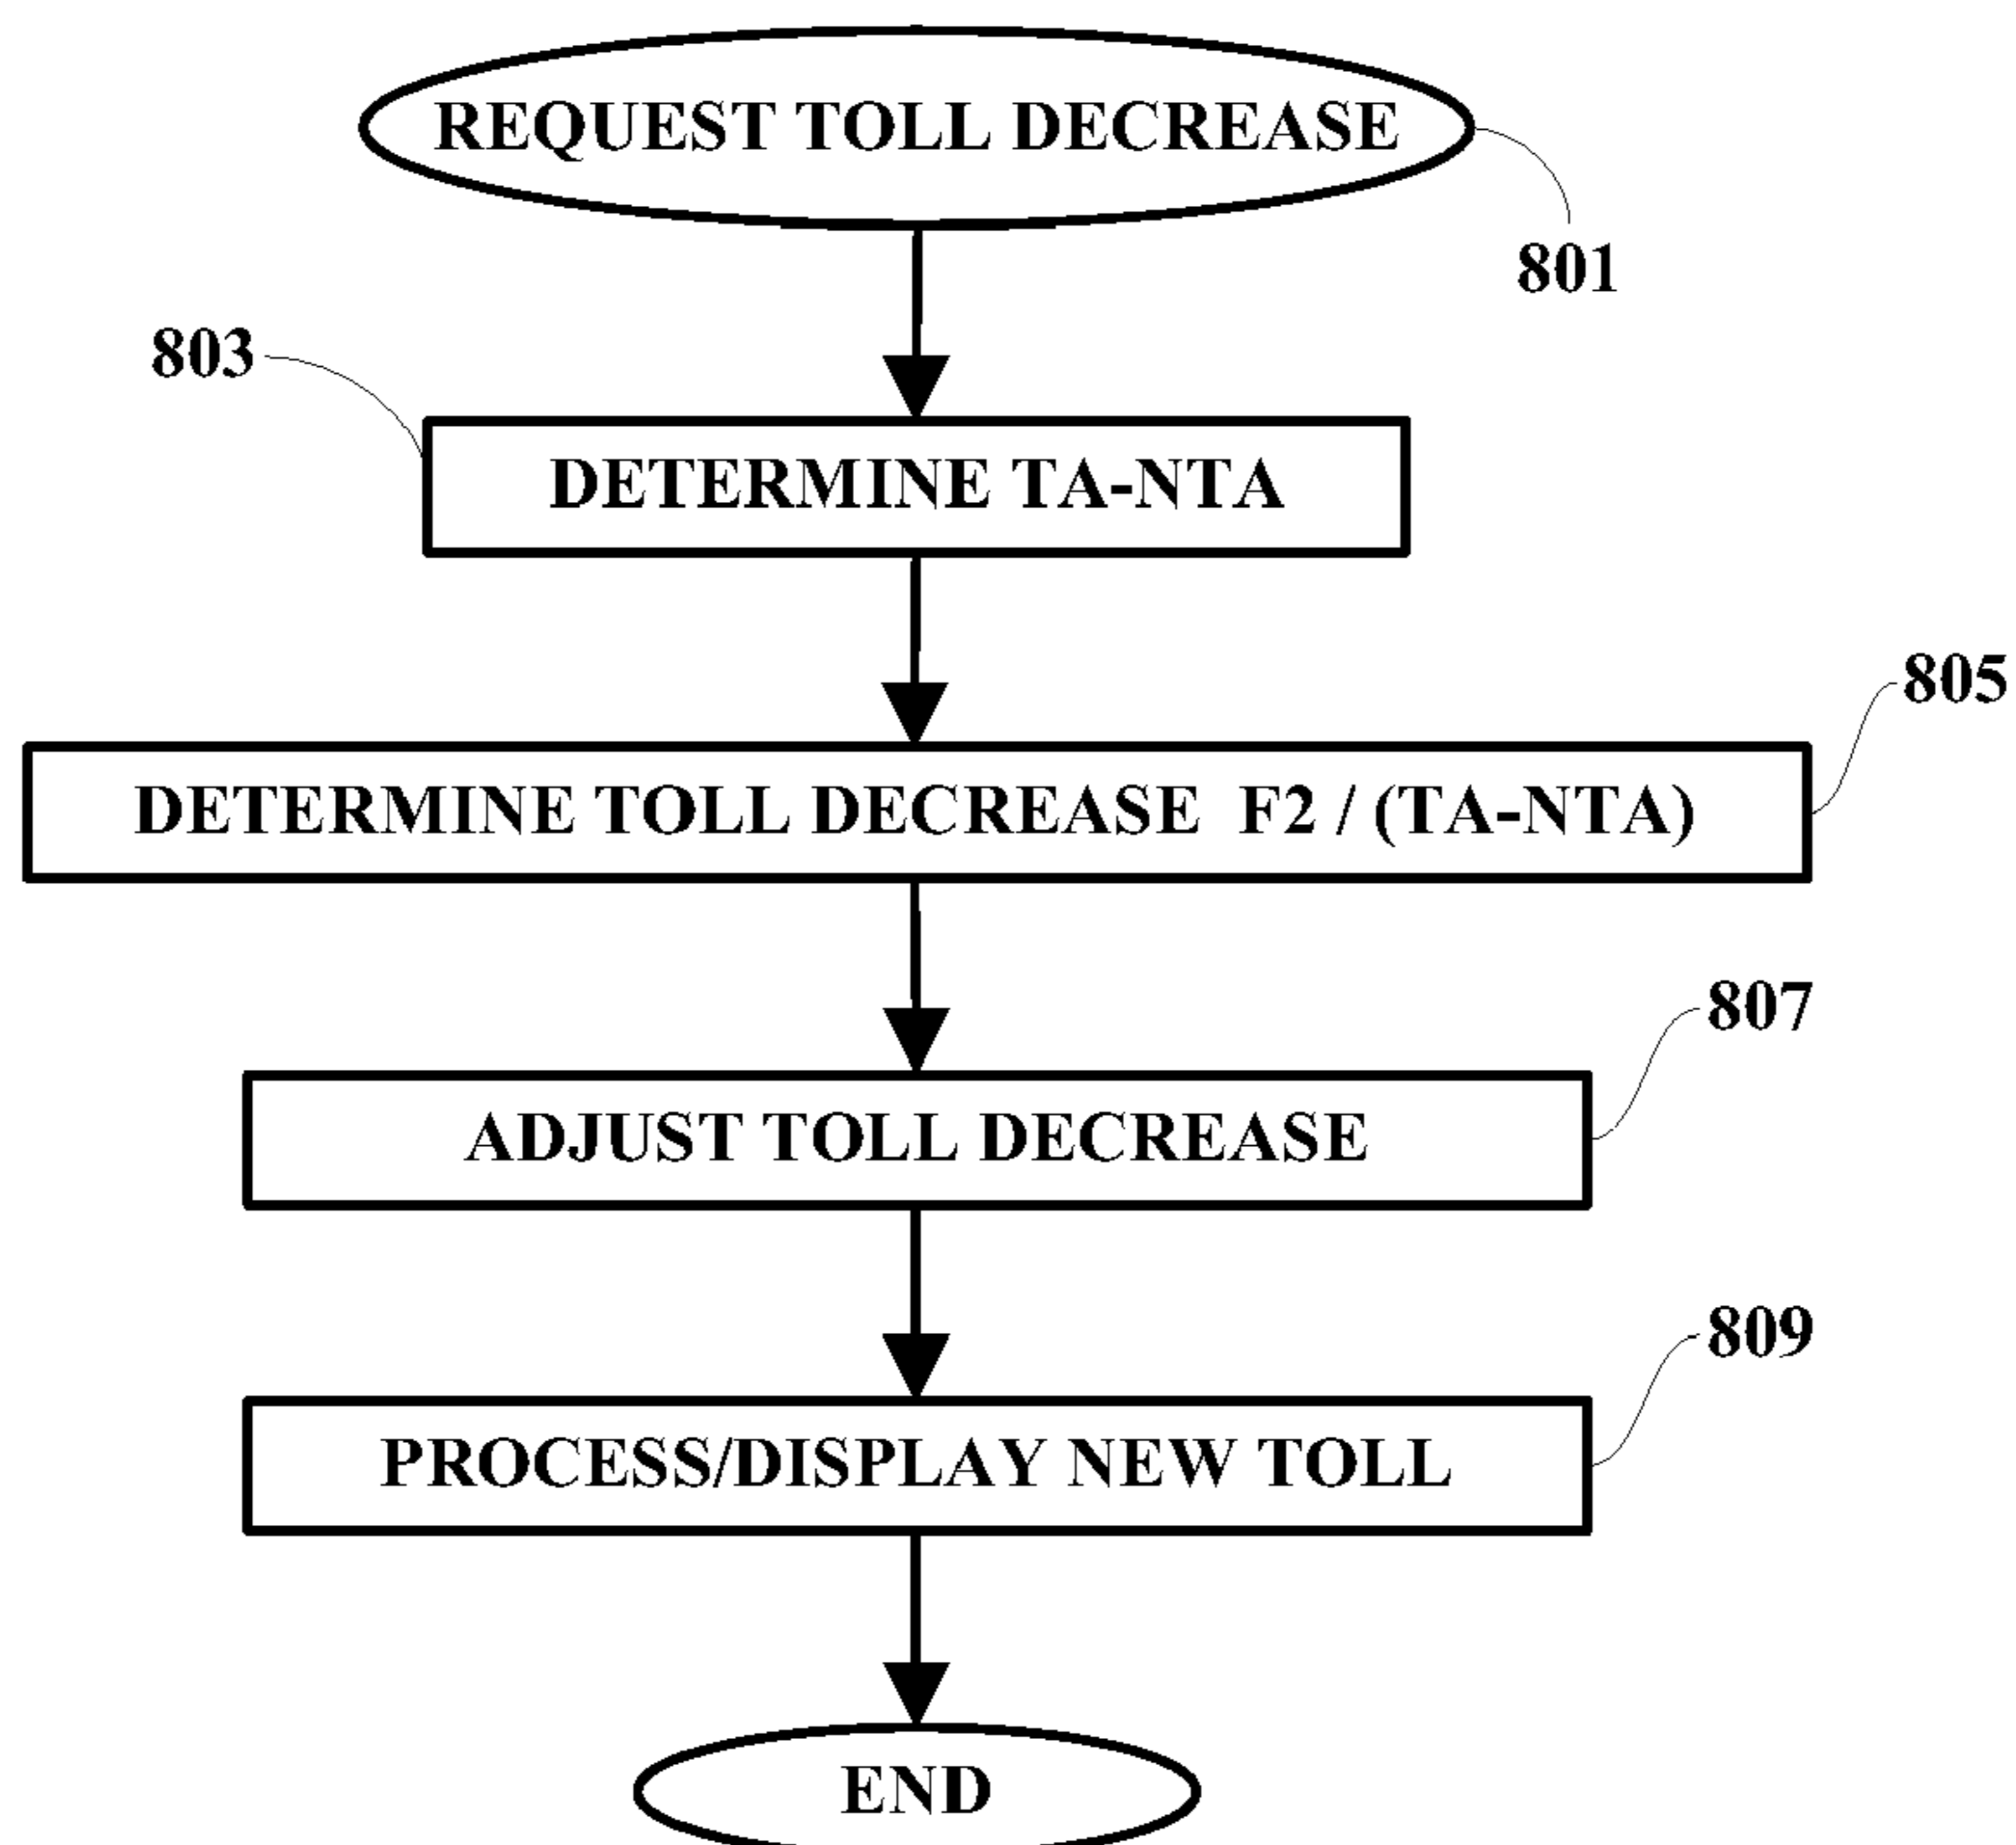 REQUEST TOLL DECREASE
801
803
DETERMINE TA-NTA
805
DETERMINE TOLL DECREASE F2 / (TA-NTA)
807
ADJUST TOLL DECREASE
809
PROCESS/DISPLAY NEW TOLL
END